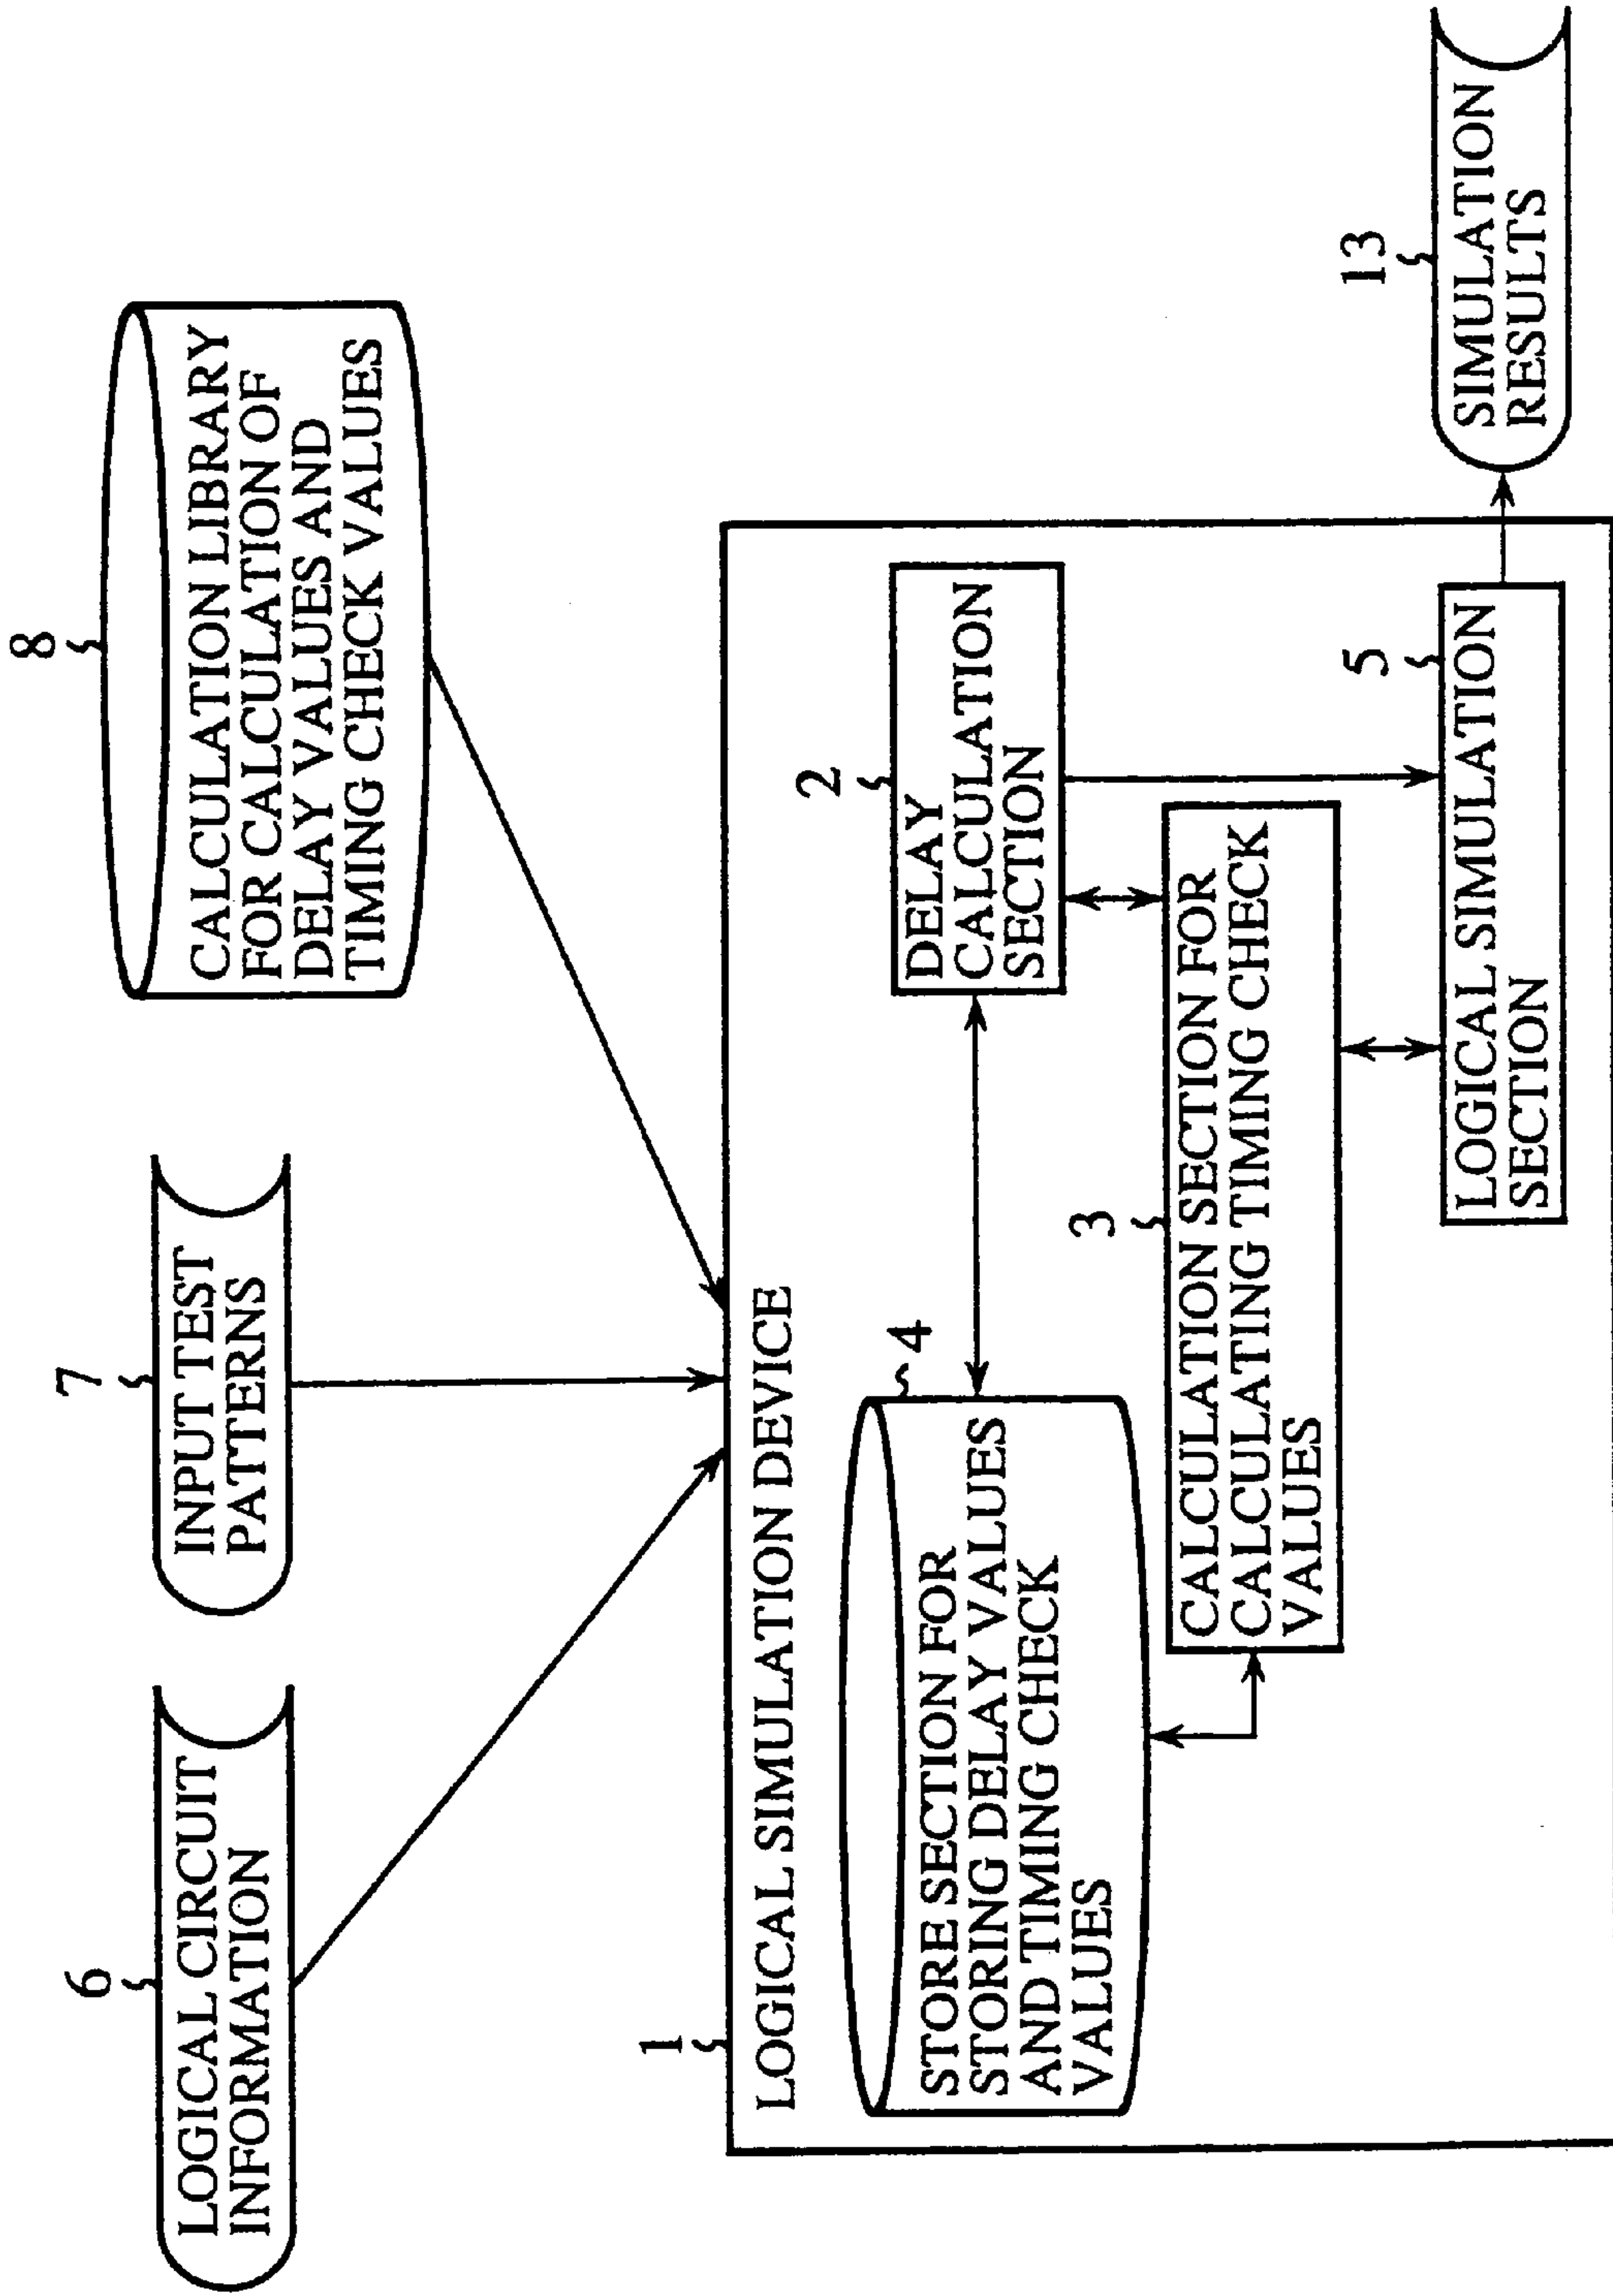 6
LOGICAL CIRCUIT
INFORMATION
7
INPUT TEST
PATTERNS
8
CALCULATION LIBRARY
FOR CALCULATION OF
DELAY VALUES AND
TIMING CHECK VALUES
1
LOGICAL SIMULATION DEVICE
4
STORE SECTION FOR
STORING DELAY VALUES
AND TIMING CHECK
VALUES
2
DELAY
CALCULATION
SECTION
3
CALCULATION SECTION FOR
CALCULATING TIMING CHECK
VALUES
5
LOGICAL SIMULATION
SECTION
13
SIMULATION
RESULTS